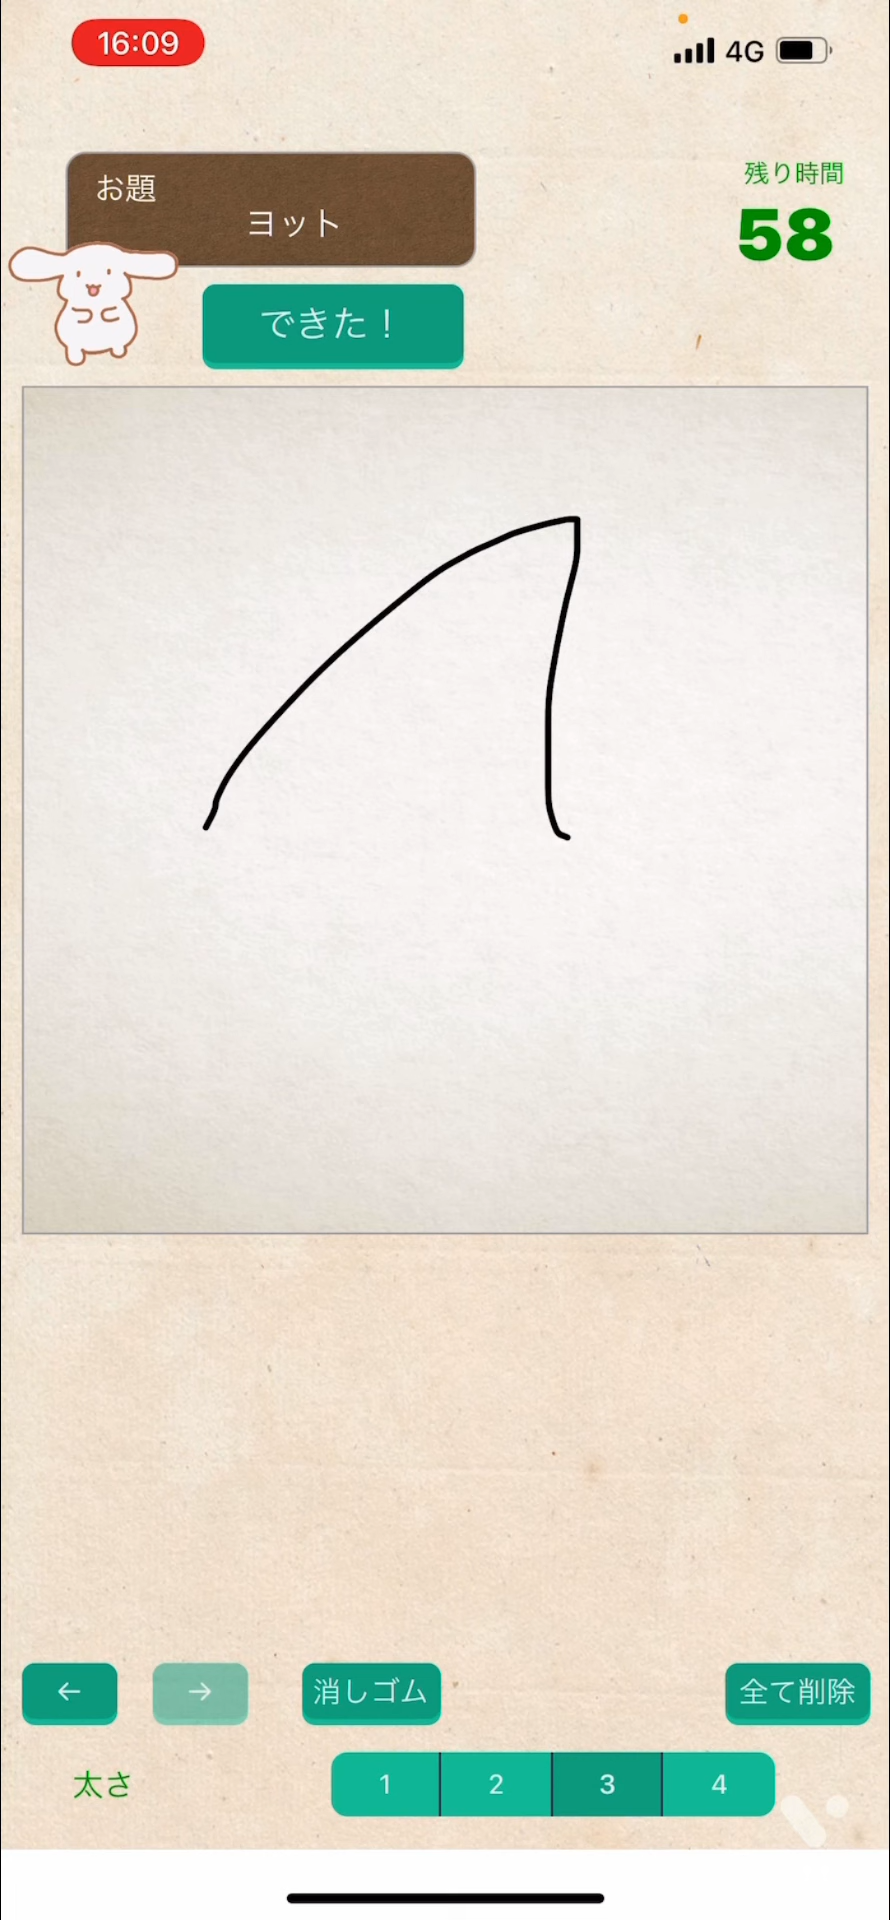 16:09
4G
お題
ヨット
残り時間
58
できた！
← → 消しゴム 全て削除
太さ 1 2 3 4